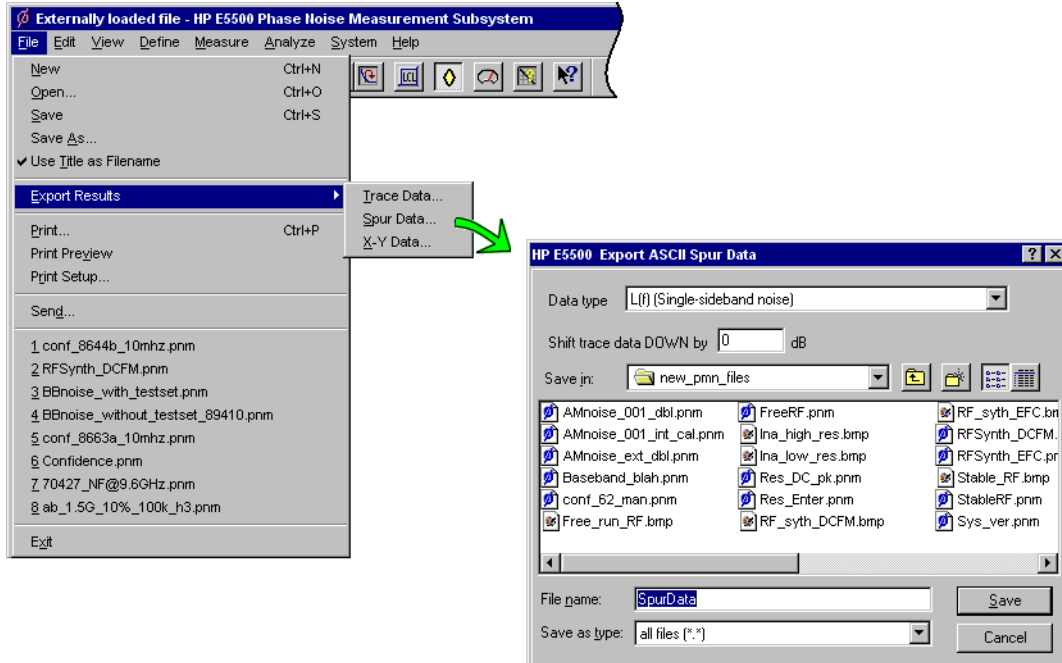 Externally loaded file - HP E5500 Phase Noise Measurement Subsystem
File Edit View Define Measure Analyze System Help
New Ctrl+N
Open... Ctrl+O
Save Ctrl+S
Save As...
Use Title as Filename
Export Results
Trace Data...
Spur Data...
X-Y Data...
Print... Ctrl+P
Print Preview
Print Setup...
Send...
1 conf_8644b_10mhz.pnm
2 RFSynth_DCFM.pnm
3 BBnoise_with_testset.pnm
4 BBnoise_without_testset_89410.pnm
5 conf_8663a_10mhz.pnm
6 Confidence.pnm
7 70427_NF@9.6GHz.pnm
8 ab_1.5G_10%_100k_h3.pnm
Exit
HP E5500 Export ASCII Spur Data
Data type L(f) (Single-sideband noise)
Shift trace data DOWN by 0 dB
Save in: new_pmn_files
AMnoise_001_dbl.pnm FreeRF.pnm RF_syth_EFC.bm
AMnoise_001_int_cal.pnm lna_high_res.bmp RFSynth_DCFM.
AMnoise_ext_dbl.pnm lna_low_res.bmp RFSynth_EFC.pr
Baseband_blah.pnm Res_DC_pk.pnm Stable_RF.bmp
conf_62_man.pnm Res_Enter.pnm StableRF.pnm
Free_run_RF.bmp RF_syth_DCFM.bmp Sys_ver.pnm
File name: SpurData Save
Save as type: all files (*.*) Cancel